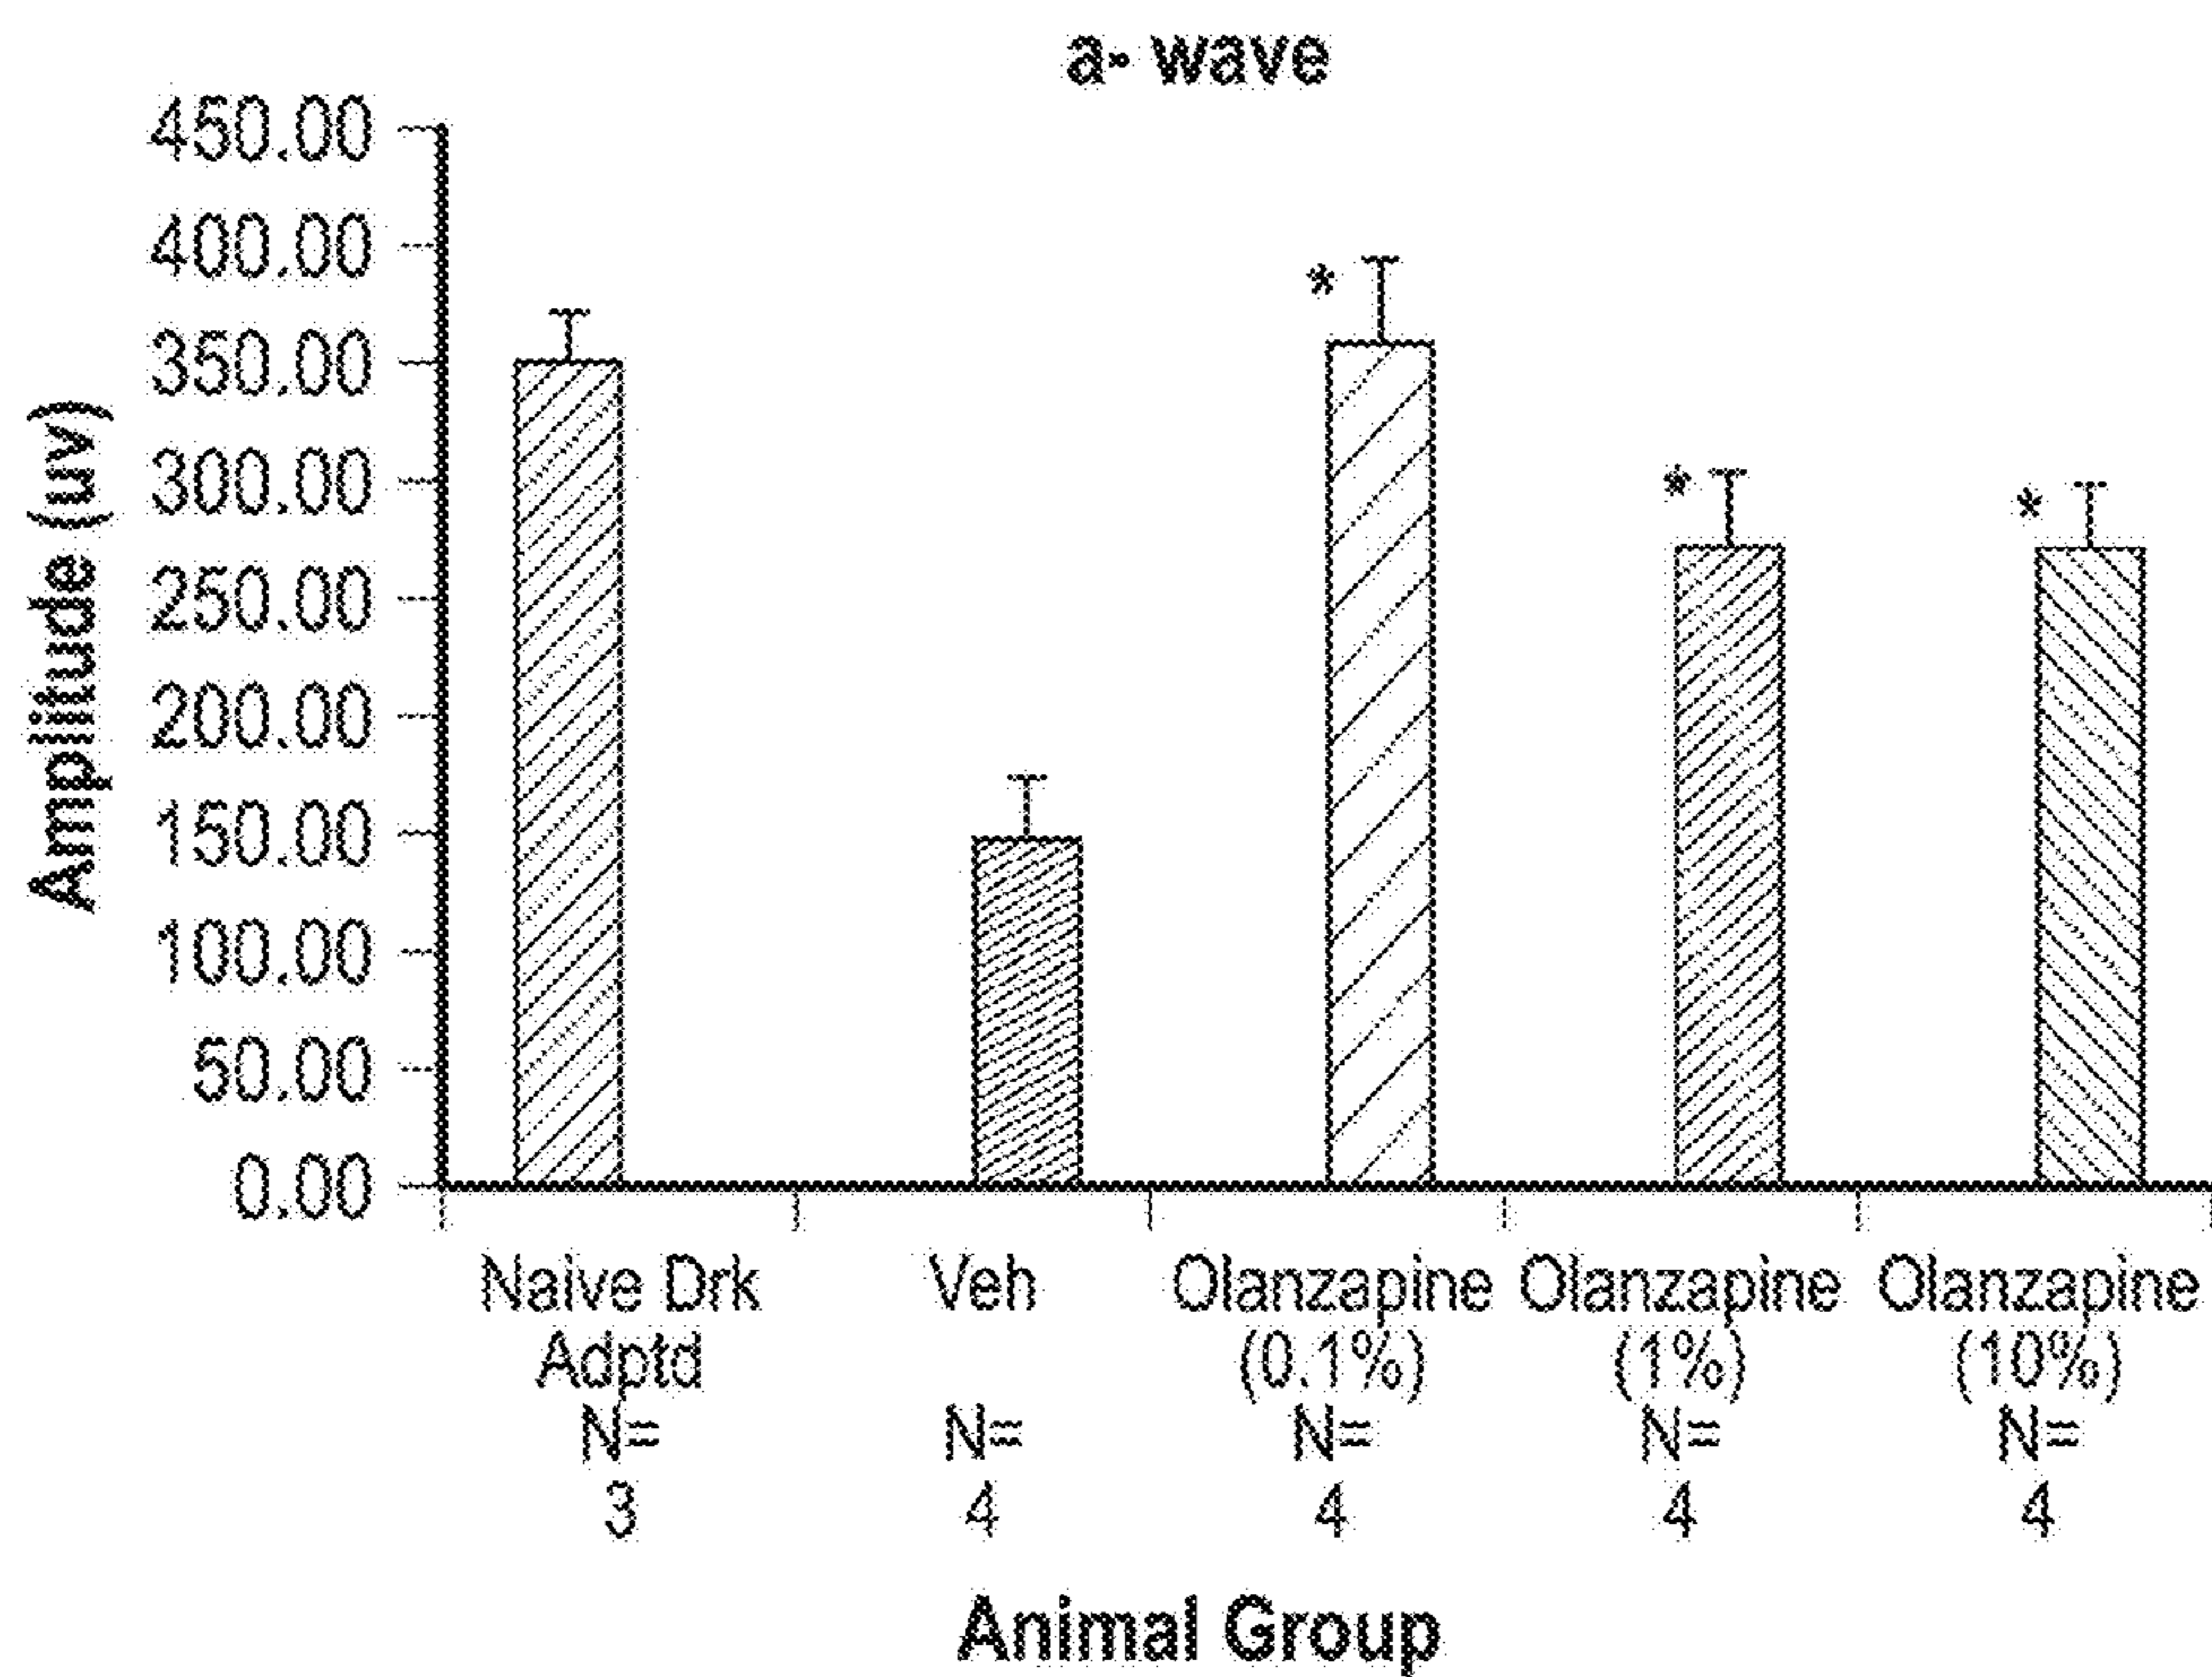 a- wave
450.00
400.00
350.00
300.00
250.00
200.00
150.00
100.00
50.00
0.00
Amplitude (uv)
*
*
*
Naive Drk
Adptd
N=
3
Veh
N=
4
Olanzapine
(0.1%)
N=
4
Olanzapine
(1%)
N=
4
Olanzapine
(10%)
N=
4
Animal Group